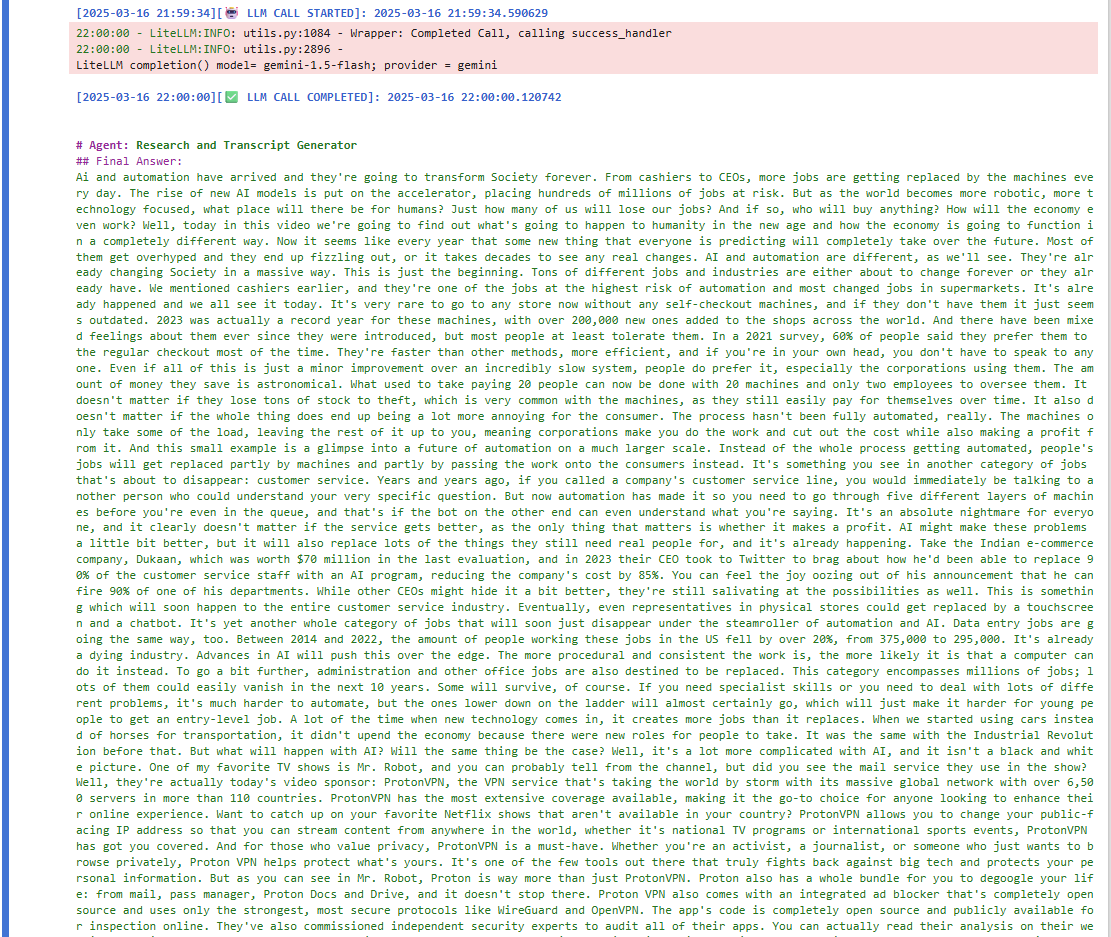 [2025-03-16 21:59:34][🤖 LLM CALL STARTED]: 2025-03-16 21:59:34.590629
22:00:00 - LiteLLM:INFO: utils.py:1084 - Wrapper: Completed Call, calling success_handler
22:00:00 - LiteLLM:INFO: utils.py:2896 -
LiteLLM completion() model= gemini-1.5-flash; provider = gemini
[2025-03-16 22:00:00][✅ LLM CALL COMPLETED]: 2025-03-16 22:00:00.120742
# Agent: Research and Transcript Generator
## Final Answer:
Ai and automation have arrived and they're going to transform Society forever. From cashiers to CEOs, more jobs are getting replaced by the machines eve
ry day. The rise of new AI models is put on the accelerator, placing hundreds of millions of jobs at risk. But as the world becomes more robotic, more t
echnology focused, what place will there be for humans? Just how many of us will lose our jobs? And if so, who will buy anything? How will the economy e
ven work? Well, today in this video we're going to find out what's going to happen to humanity in the new age and how the economy is going to function i
n a completely different way. Now it seems like every year that some new thing that everyone is predicting will completely take over the future. Most of
them get overhyped and they end up fizzling out, or it takes decades to see any real changes. AI and automation are different, as we'll see. They're alr
eady changing Society in a massive way. This is just the beginning. Tons of different jobs and industries are either about to change forever or they alr
eady have. We mentioned cashiers earlier, and they're one of the jobs at the highest risk of automation and most changed jobs in supermarkets. It's alre
ady happened and we all see it today. It's very rare to go to any store now without any self-checkout machines, and if they don't have them it just seem
s outdated. 2023 was actually a record year for these machines, with over 200,000 new ones added to the shops across the world. And there have been mixe
d feelings about them ever since they were introduced, but most people at least tolerate them. In a 2021 survey, 60% of people said they prefer them to
the regular checkout most of the time. They're faster than other methods, more efficient, and if you're in your own head, you don't have to speak to any
one. Even if all of this is just a minor improvement over an incredibly slow system, people do prefer it, especially the corporations using them. The am
ount of money they save is astronomical. What used to take paying 20 people can now be done with 20 machines and only two employees to oversee them. It
doesn't matter if they lose tons of stock to theft, which is very common with the machines, as they still easily pay for themselves over time. It also d
oesn't matter if the whole thing does end up being a lot more annoying for the consumer. The process hasn't been fully automated, really. The machines o
nly take some of the load, leaving the rest of it up to you, meaning corporations make you do the work and cut out the cost while also making a profit f
rom it. And this small example is a glimpse into a future of automation on a much larger scale. Instead of the whole process getting automated, people's
jobs will get replaced partly by machines and partly by passing the work onto the consumers instead. It's something you see in another category of jobs
that's about to disappear: customer service. Years and years ago, if you called a company's customer service line, you would immediately be talking to a
nother person who could understand your very specific question. But now automation has made it so you need to go through five different layers of machin
es before you're even in the queue, and that's if the bot on the other end can even understand what you're saying. It's an absolute nightmare for everyo
ne, and it clearly doesn't matter if the service gets better, as the only thing that matters is whether it makes a profit. AI might make these problems
a little bit better, but it will also replace lots of the things they still need real people for, and it's already happening. Take the Indian e-commerce
company, Dukaan, which was worth $70 million in the last evaluation, and in 2023 their CEO took to Twitter to brag about how he'd been able to replace 9
0% of the customer service staff with an AI program, reducing the company's cost by 85%. You can feel the joy oozing out of his announcement that he can
fire 90% of one of his departments. While other CEOs might hide it a bit better, they're still salivating at the possibilities as well. This is somethin
g which will soon happen to the entire customer service industry. Eventually, even representatives in physical stores could get replaced by a touchscree
n and a chatbot. It's yet another whole category of jobs that will soon just disappear under the steamroller of automation and AI. Data entry jobs are g
oing the same way, too. Between 2014 and 2022, the amount of people working these jobs in the US fell by over 20%, from 375,000 to 295,000. It's already
a dying industry. Advances in AI will push this over the edge. The more procedural and consistent the work is, the more likely it is that a computer can
do it instead. To go a bit further, administration and other office jobs are also destined to be replaced. This category encompasses millions of jobs; l
ots of them could easily vanish in the next 10 years. Some will survive, of course. If you need specialist skills or you need to deal with lots of diffe
rent problems, it's much harder to automate, but the ones lower down on the ladder will almost certainly go, which will just make it harder for young pe
ople to get an entry-level job. A lot of the time when new technology comes in, it creates more jobs than it replaces. When we started using cars instea
d of horses for transportation, it didn't upend the economy because there were new roles for people to take. It was the same with the Industrial Revolut
ion before that. But what will happen with AI? Will the same thing be the case? Well, it's a lot more complicated with AI, and it isn't a black and whit
e picture. One of my favorite TV shows is Mr. Robot, and you can probably tell from the channel, but did you see the mail service they use in the show?
Well, they're actually today's video sponsor: ProtonVPN, the VPN service that's taking the world by storm with its massive global network with over 6,50
0 servers in more than 110 countries. ProtonVPN has the most extensive coverage available, making it the go-to choice for anyone looking to enhance thei
r online experience. Want to catch up on your favorite Netflix shows that aren't available in your country? ProtonVPN allows you to change your public-f
acing IP address so that you can stream content from anywhere in the world, whether it's national TV programs or international sports events, ProtonVPN
has got you covered. And for those who value privacy, ProtonVPN is a must-have. Whether you're an activist, a journalist, or someone who just wants to b
rowse privately, Proton VPN helps protect what's yours. It's one of the few tools out there that truly fights back against big tech and protects your pe
rsonal information. But as you can see in Mr. Robot, Proton is way more than just ProtonVPN. Proton also has a whole bundle for you to degoogle your lif
e: from mail, pass manager, Proton Docs and Drive, and it doesn't stop there. Proton VPN also comes with an integrated ad blocker that's completely open
source and uses only the strongest, most secure protocols like WireGuard and OpenVPN. The app's code is completely open source and publicly available fo
r inspection online. They've also commissioned independent security experts to audit all of their apps. You can actually read their analysis on their we